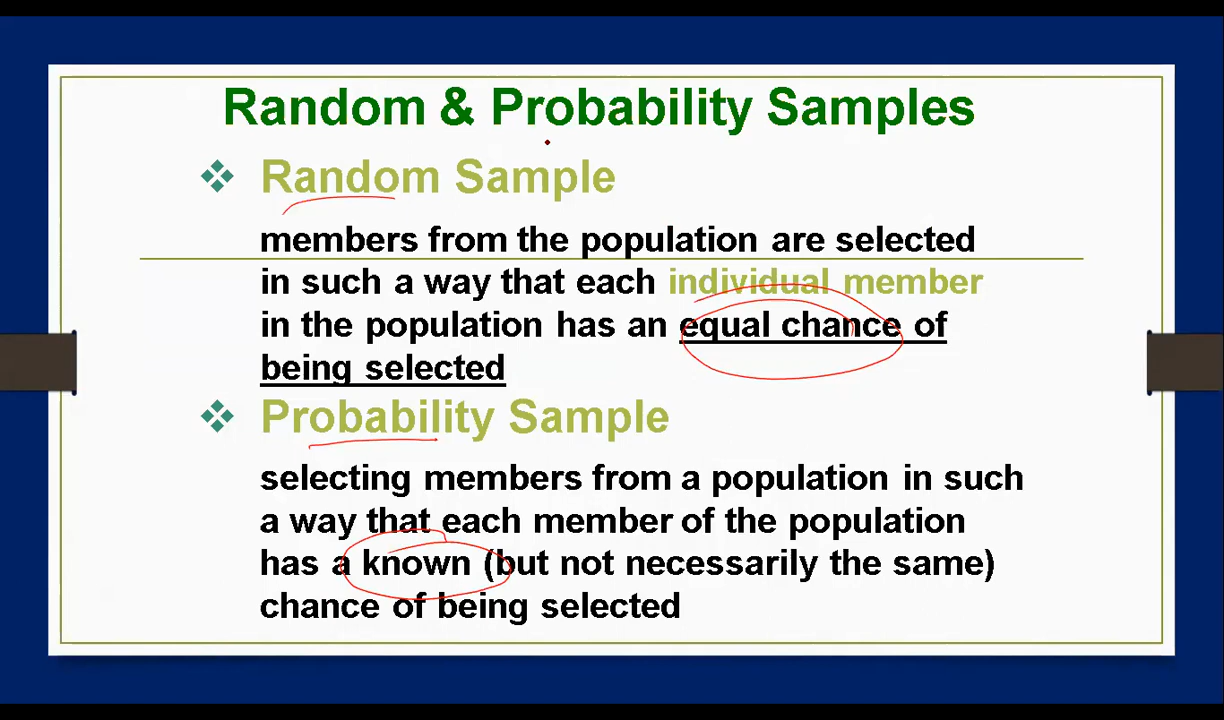 Random & Probability Samples
Random Sample
members from the population are selected
in such a way that each individual member
in the population has an equal chance of
being selected
Probability Sample
selecting members from a population in such
a way that each member of the population
has a known (but not necessarily the same)
chance of being selected